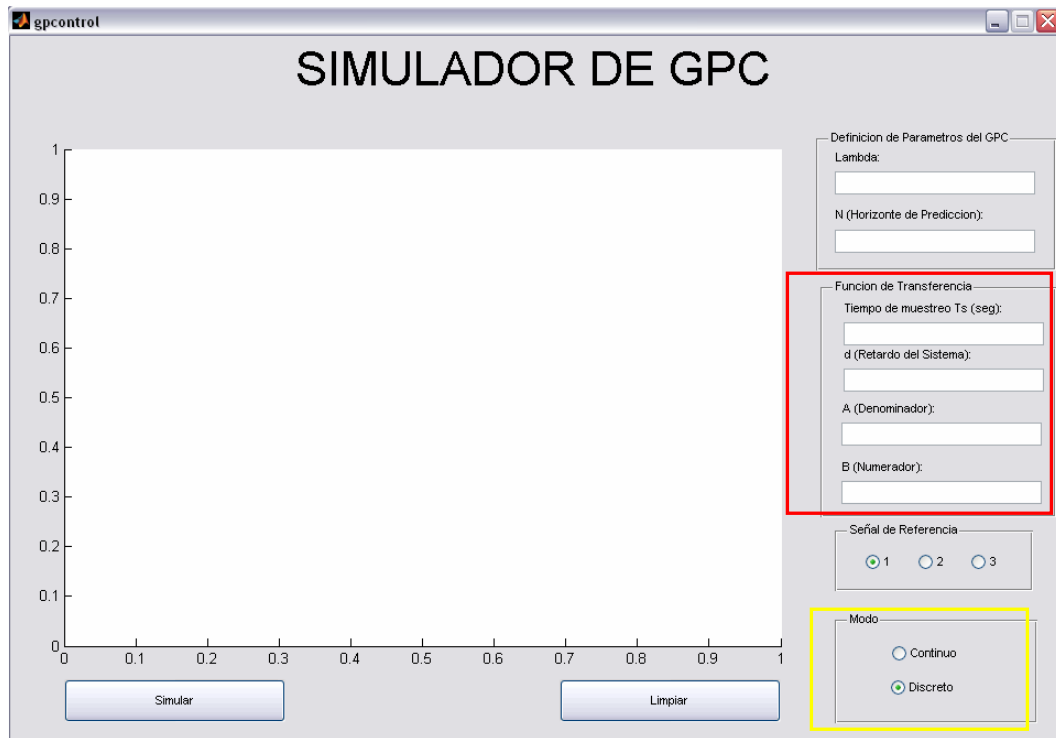 gpcontrol
SIMULADOR DE GPC
1
0.9
0.8
0.7
0.6
0.5
0.4
0.3
0.2
0.1
0
0 0.1 0.2 0.3 0.4 0.5 0.6 0.7 0.8 0.9 1
Simular
Limpiar
Definicion de Parametros del GPC
Lambda:
N (Horizonte de Prediccion):
Funcion de Transferencia
Tiempo de muestreo Ts (seg):
d (Retardo del Sistema):
A (Denominador):
B (Numerador):
Señal de Referencia
1 2 3
Modo
Continuo
Discreto